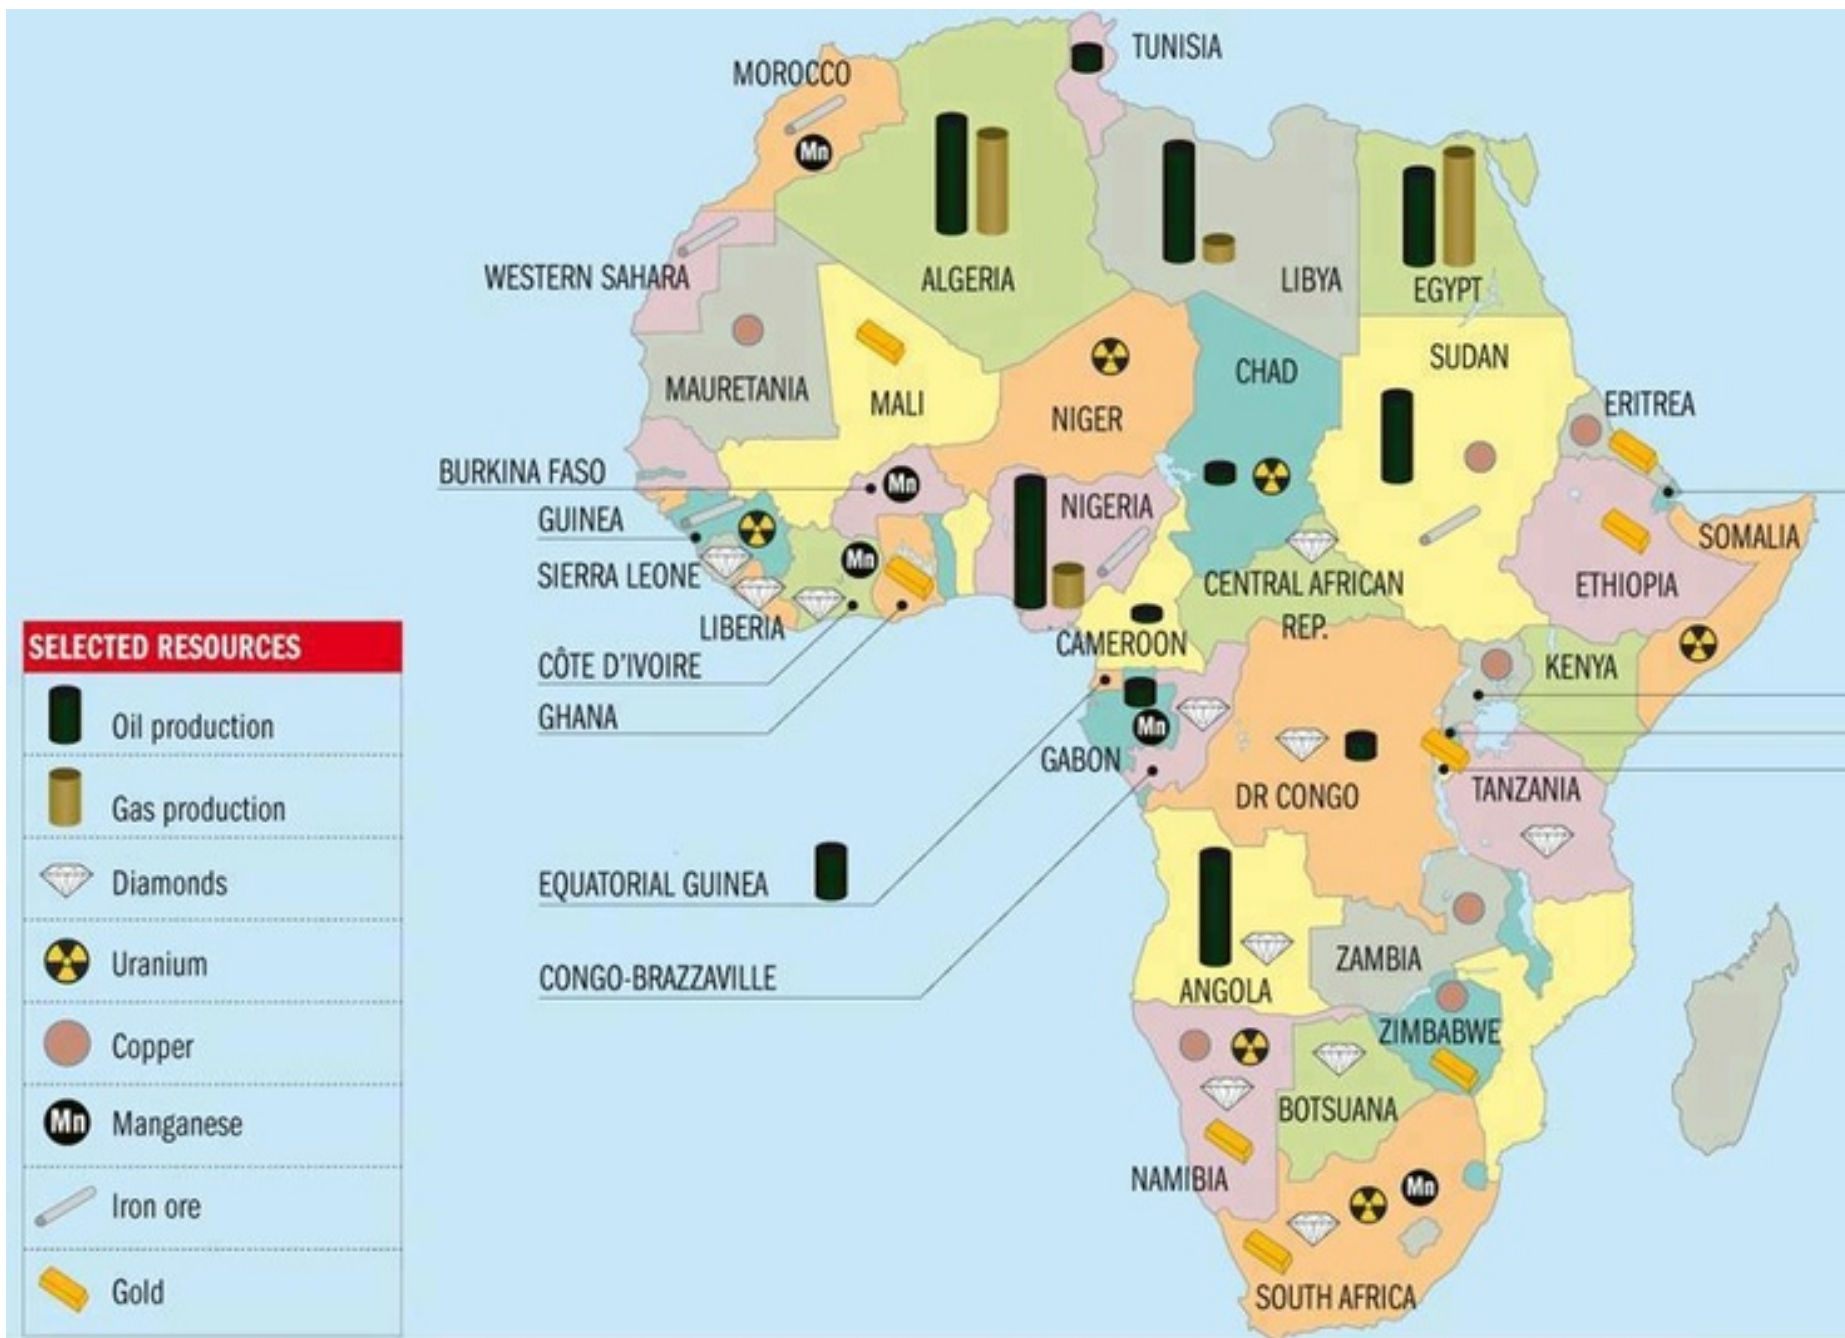 TUNISIA
MOROCCO
Mn
WESTERN SAHARA
ALGERIA
LIBYA
EGYPT
MAURETANIA
MALI
NIGER
CHAD
SUDAN
ERITREA
BURKINA FASO
Mn
GUINEA
NIGERIA
SOMALIA
SIERRA LEONE
Mn
CENTRAL AFRICAN
REP.
ETHIOPIA
LIBERIA
CAMEROON
CÔTE D'IVOIRE
KENYA
GHANA
Mn
GABON
DR CONGO
TANZANIA
EQUATORIAL GUINEA
CONGO-BRAZZAVILLE
ANGOLA
ZAMBIA
ZIMBABWE
BOTSUANA
NAMIBIA
Mn
SOUTH AFRICA
SELECTED RESOURCES
Oil production
Gas production
Diamonds
Uranium
Copper
Mn Manganese
Iron ore
Gold